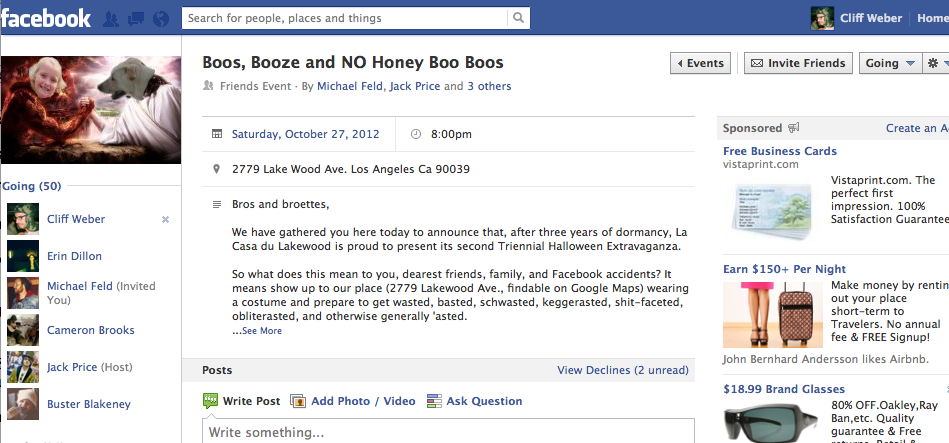 facebook
Search for people, places and things
Cliff Weber
Home
Boos, Booze and NO Honey Boo Boos
Events
Invite Friends
Going
Friends Event · By Michael Feld, Jack Price and 3 others
Saturday, October 27, 2012
8:00pm
2779 Lake Wood Ave. Los Angeles Ca 90039
Going (50)
Cliff Weber
Erin Dillon
Michael Feld (Invited
You)
Cameron Brooks
Jack Price (Host)
Buster Blakeney
Bros and broettes,
We have gathered you here today to announce that, after three years of dormancy, La
Casa du Lakewood is proud to present its second Triennial Halloween Extravaganza.
So what does this mean to you, dearest friends, family, and Facebook accidents? It
means show up to our place (2779 Lakewood Ave., findable on Google Maps) wearing
a costume and prepare to get wasted, basted, schwasted, keggerasted, shit-faceted,
obliterasted, and otherwise generally 'asted.
...See More
Posts
View Declines (2 unread)
Write Post
Add Photo / Video
Ask Question
Write something...
Sponsored
Create an A
Free Business Cards
vistaprint.com
Vistaprint.com. The
perfect first
impression. 100%
Satisfaction Guarantee
Earn $150+ Per Night
Make money by rentin
out your place
short-term to
Travelers. No annual
fee & FREE Signup!
John Bernhard Andersson likes Airbnb.
$18.99 Brand Glasses
80% OFF.Oakley,Ray
Ban,etc. Quality
guarantee & Free